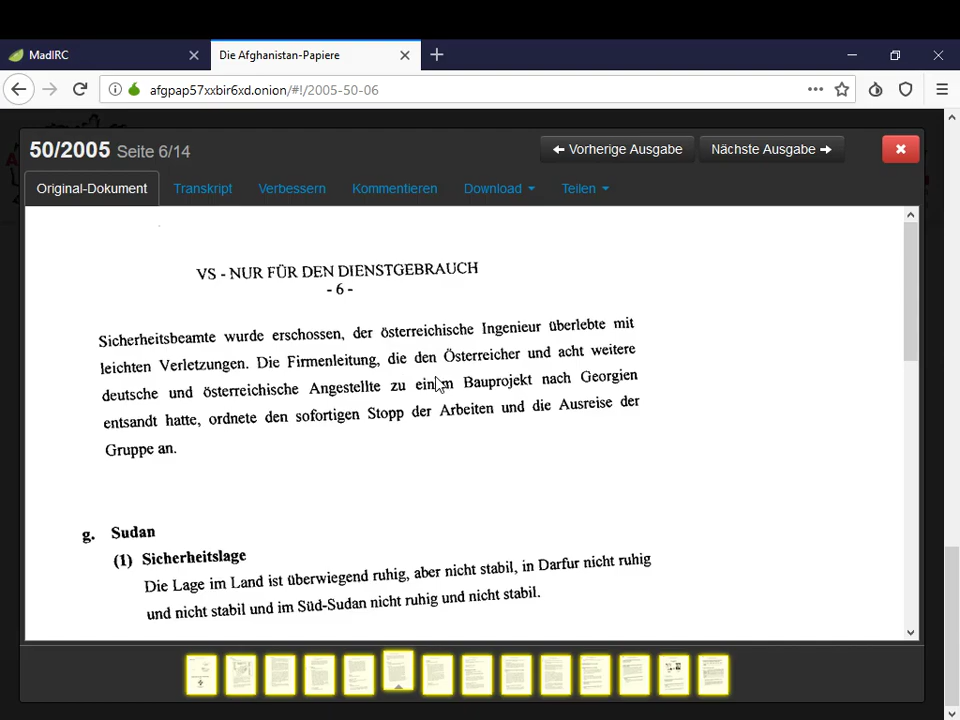 MadIRC
Die Afghanistan-Papiere
afgpap57xxbir6xd.onion/#!/2005-50-06
50/2005 Seite 6/14
Vorherige Ausgabe
Nächste Ausgabe
Original-Dokument
Transkript
Verbessern
Kommentieren
Download
Teilen
VS - NUR FÜR DEN DIENSTGEBRAUCH
- 6 -
Sicherheitsbeamte wurde erschossen, der österreichische Ingenieur überlebte mit
leichten Verletzungen. Die Firmenleitung, die den Österreicher und acht weitere
deutsche und österreichische Angestellte zu einem Bauprojekt nach Georgien
entsandt hatte, ordnete den sofortigen Stopp der Arbeiten und die Ausreise der
Gruppe an.
g. Sudan
(1) Sicherheitslage
Die Lage im Land ist überwiegend ruhig, aber nicht stabil, in Darfur nicht ruhig
und nicht stabil und im Süd-Sudan nicht ruhig und nicht stabil.